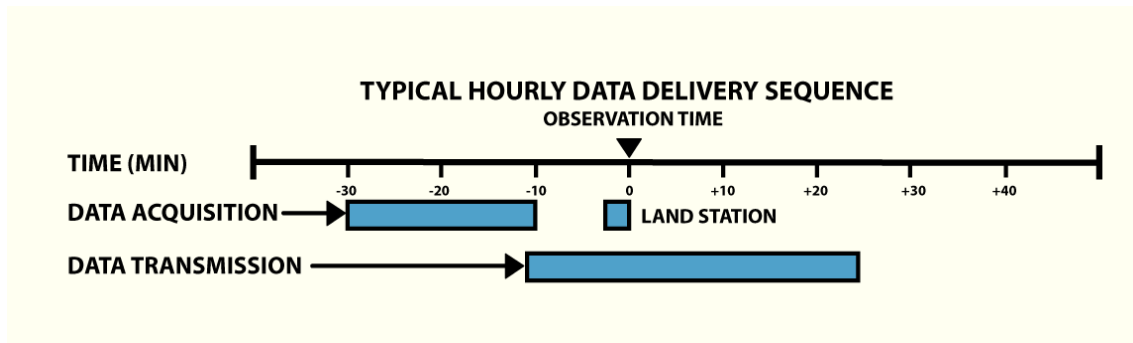 TYPICAL HOURLY DATA DELIVERY SEQUENCE
OBSERVATION TIME
TIME (MIN)
-30 -20 -10 0 +10 +20 +30 +40
DATA ACQUISITION
LAND STATION
DATA TRANSMISSION